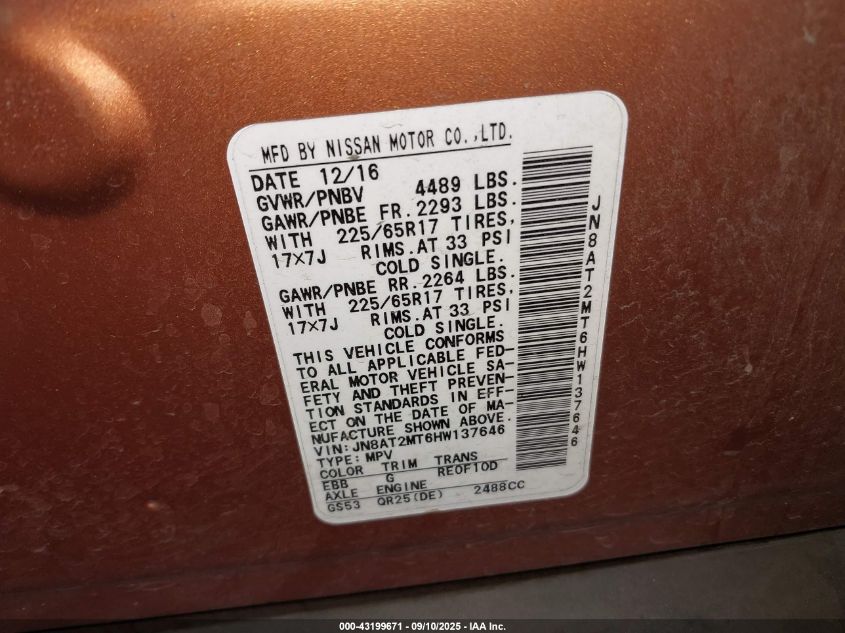 MFD BY NISSAN MOTOR CO.,LTD.
DATE 12/16
GVWR/PNBV 4489 LBS.
GAWR/PNBE FR. 2293 LBS.
WITH 225/65R17 TIRES,
17×7J RIMS.AT 33 PSI
COLD SINGLE.
GAWR/PNBE RR. 2264 LBS.
WITH 225/65R17 TIRES,
17×7J RIMS.AT 33 PSI
COLD SINGLE.
THIS VEHICLE CONFORMS
TO ALL APPLICABLE FED-
ERAL MOTOR VEHICLE SA-
FETY AND THEFT PREVEN-
TION STANDARDS IN EFF-
ECT ON THE DATE OF MA-
NUFACTURE SHOWN ABOVE.
VIN: JN8AT2MT6HW137646
TYPE: MPV
COLOR TRIM TRANS
EBB G RE0F10D
AXLE ENGINE
GS53 QR25(DE) 2488CC
JN8AT2MT6HW137646
000-43199671 - 09/10/2025 - IAA Inc.